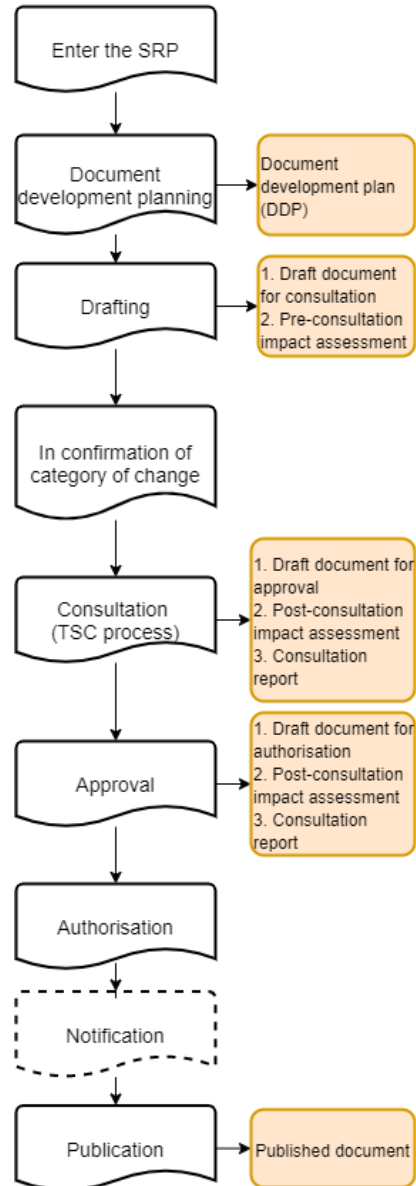 Enter the SRP
Document
development planning
Document
development plan
(DDP)
Drafting
1. Draft document
for consultation
2. Pre-consultation
impact assessment
In confirmation of
category of change
Consultation
(TSC process)
1. Draft document for
approval
2. Post-consultation
impact assessment
3. Consultation
report
Approval
1. Draft document for
authorisation
2. Post-consultation
impact assessment
3. Consultation
report
Authorisation
Notification
Publication
Published document